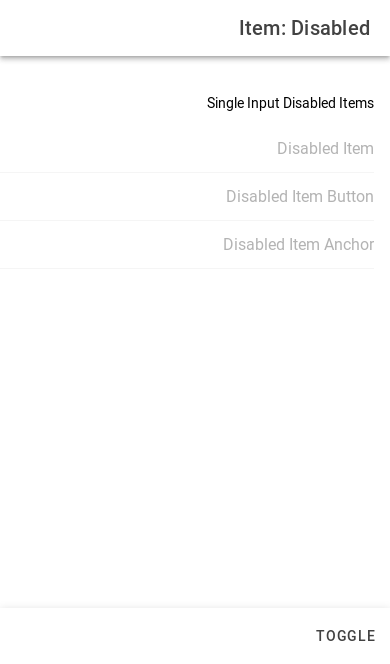 Item: Disabled
Single Input Disabled Items
Disabled Item
Disabled Item Button
Disabled Item Anchor
TOGGLE